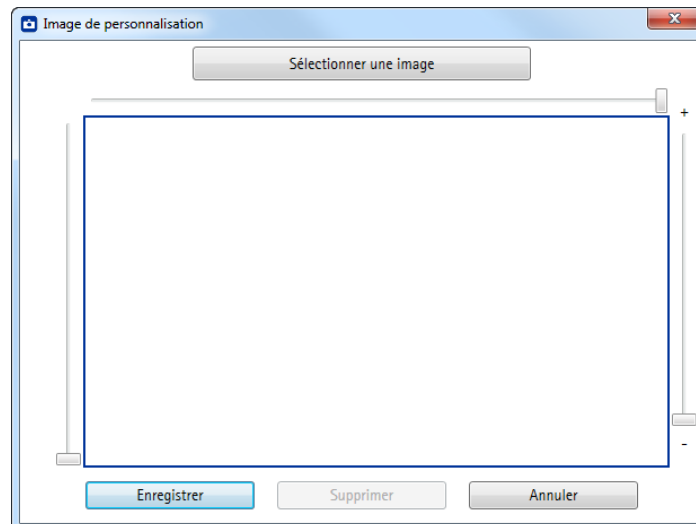 Image de personnalisation
Sélectionner une image
+
-
Enregistrer
Supprimer
Annuler